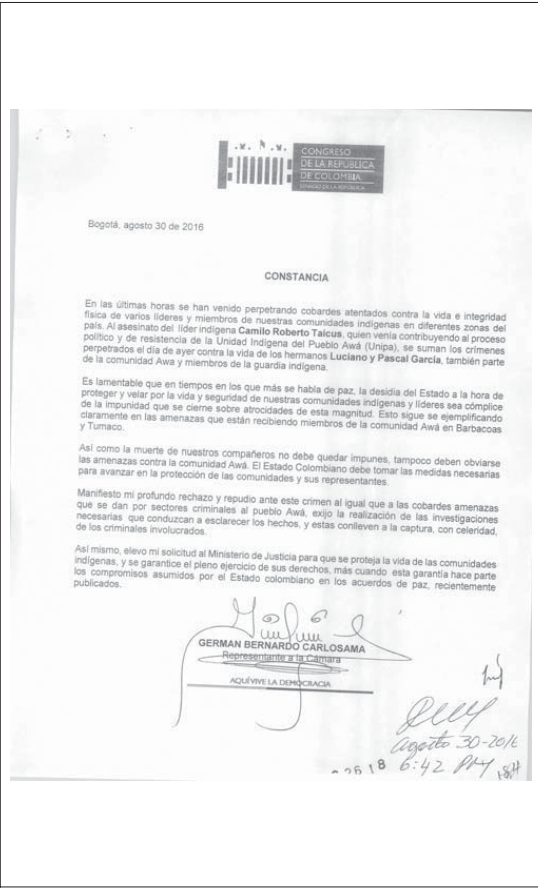 CONGRESO
DE LA REPÚBLICA
DE COLOMBIA
SENADO DE LA REPÚBLICA
Bogotá, agosto 30 de 2016
CONSTANCIA
En las últimas horas se han venido perpetrando cobardes atentados contra la vida e integridad
física de varios líderes y miembros de nuestras comunidades indígenas en diferentes zonas del
país. Al asesinato del líder indígena Camilo Roberto Taicus, quien venía contribuyendo al proceso
político y de resistencia de la Unidad Indígena del Pueblo Awá (Unipa), se suman los crímenes
perpetrados el día de ayer contra la vida de los hermanos Luciano y Pascal García, también parte
de la comunidad Awa y miembros de la guardia indígena.
Es lamentable que en tiempos en los que más se habla de paz, la desidia del Estado a la hora de
proteger y velar por la vida y seguridad de nuestras comunidades indígenas y líderes sea cómplice
de la impunidad que se cierne sobre atrocidades de esta magnitud. Esto sigue se ejemplificando
claramente en las amenazas que están recibiendo miembros de la comunidad Awá en Barbacoas
y Tumaco.
Así como la muerte de nuestros compañeros no debe quedar impunes, tampoco deben obviarse
las amenazas contra la comunidad Awá. El Estado Colombiano debe tomar las medidas necesarias
para avanzar en la protección de las comunidades y sus representantes.
Manifiesto mi profundo rechazo y repudio ante este crimen al igual que a las cobardes amenazas
que se dan por sectores criminales al pueblo Awá, exijo la realización de las investigaciones
necesarias que conduzcan a esclarecer los hechos, y estas conlleven a la captura, con celeridad,
de los criminales involucrados.
Así mismo, elevo mi solicitud al Ministerio de Justicia para que se proteja la vida de las comunidades
indígenas, y se garantice el pleno ejercicio de sus derechos, más cuando esta garantía hace parte
los compromisos asumidos por el Estado colombiano en los acuerdos de paz, recientemente
publicados.
GERMAN BERNARDO CARLOSAMA
Representante a la Cámara
AQUÍVIVE LA DEMOCRACIA
agosto 30-2016
2618 6:42 PM